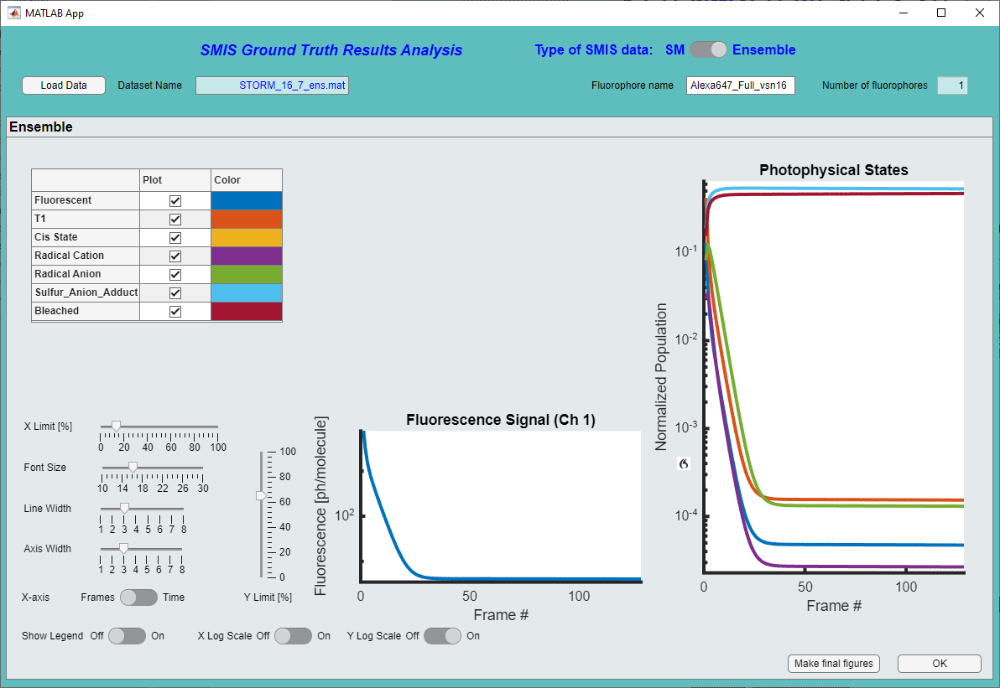 MATLAB App
SMIS Ground Truth Results Analysis
Type of SMIS data: SM Ensemble
Load Data Dataset Name STORM_16_7_ens.mat Fluorophore name Alexa647_Full_vsn16 Number of fluorophores 1
Ensemble
Plot Color
Fluorescent
T1
Cis State
Radical Cation
Radical Anion
Sulfur_Anion_Adduct
Bleached
Photophysical States
Normalized Population
10-1
10-2
10-3
10-4
0 50 100
Frame #
Fluorescence Signal (Ch 1)
Fluorescence [ph/molecule]
102
0 50 100
Frame #
X Limit [%]
0 20 40 60 80 100
Font Size
10 14 18 22 26 30
Line Width
1 2 3 4 5 6 7 8
Axis Width
1 2 3 4 5 6 7 8
100
80
60
40
20
0
Y Limit [%]
X-axis Frames Time
Show Legend Off On X Log Scale Off On Y Log Scale Off On
Make final figures OK